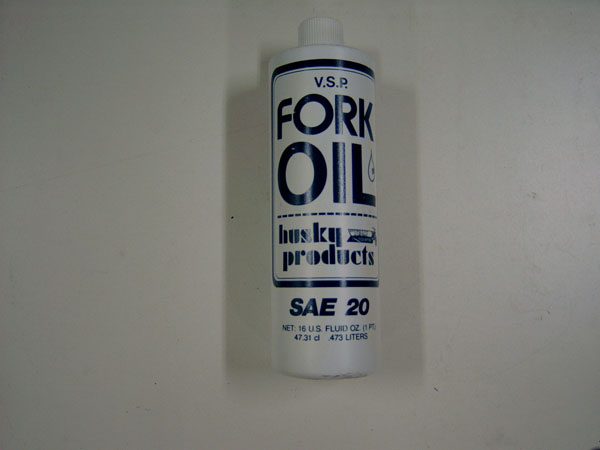 V.S.P.
FORK
OIL
husky
products
SAE 20
NET: 16 U.S. FLUID OZ. (1 PT)
47.31 cl .473 LITERS